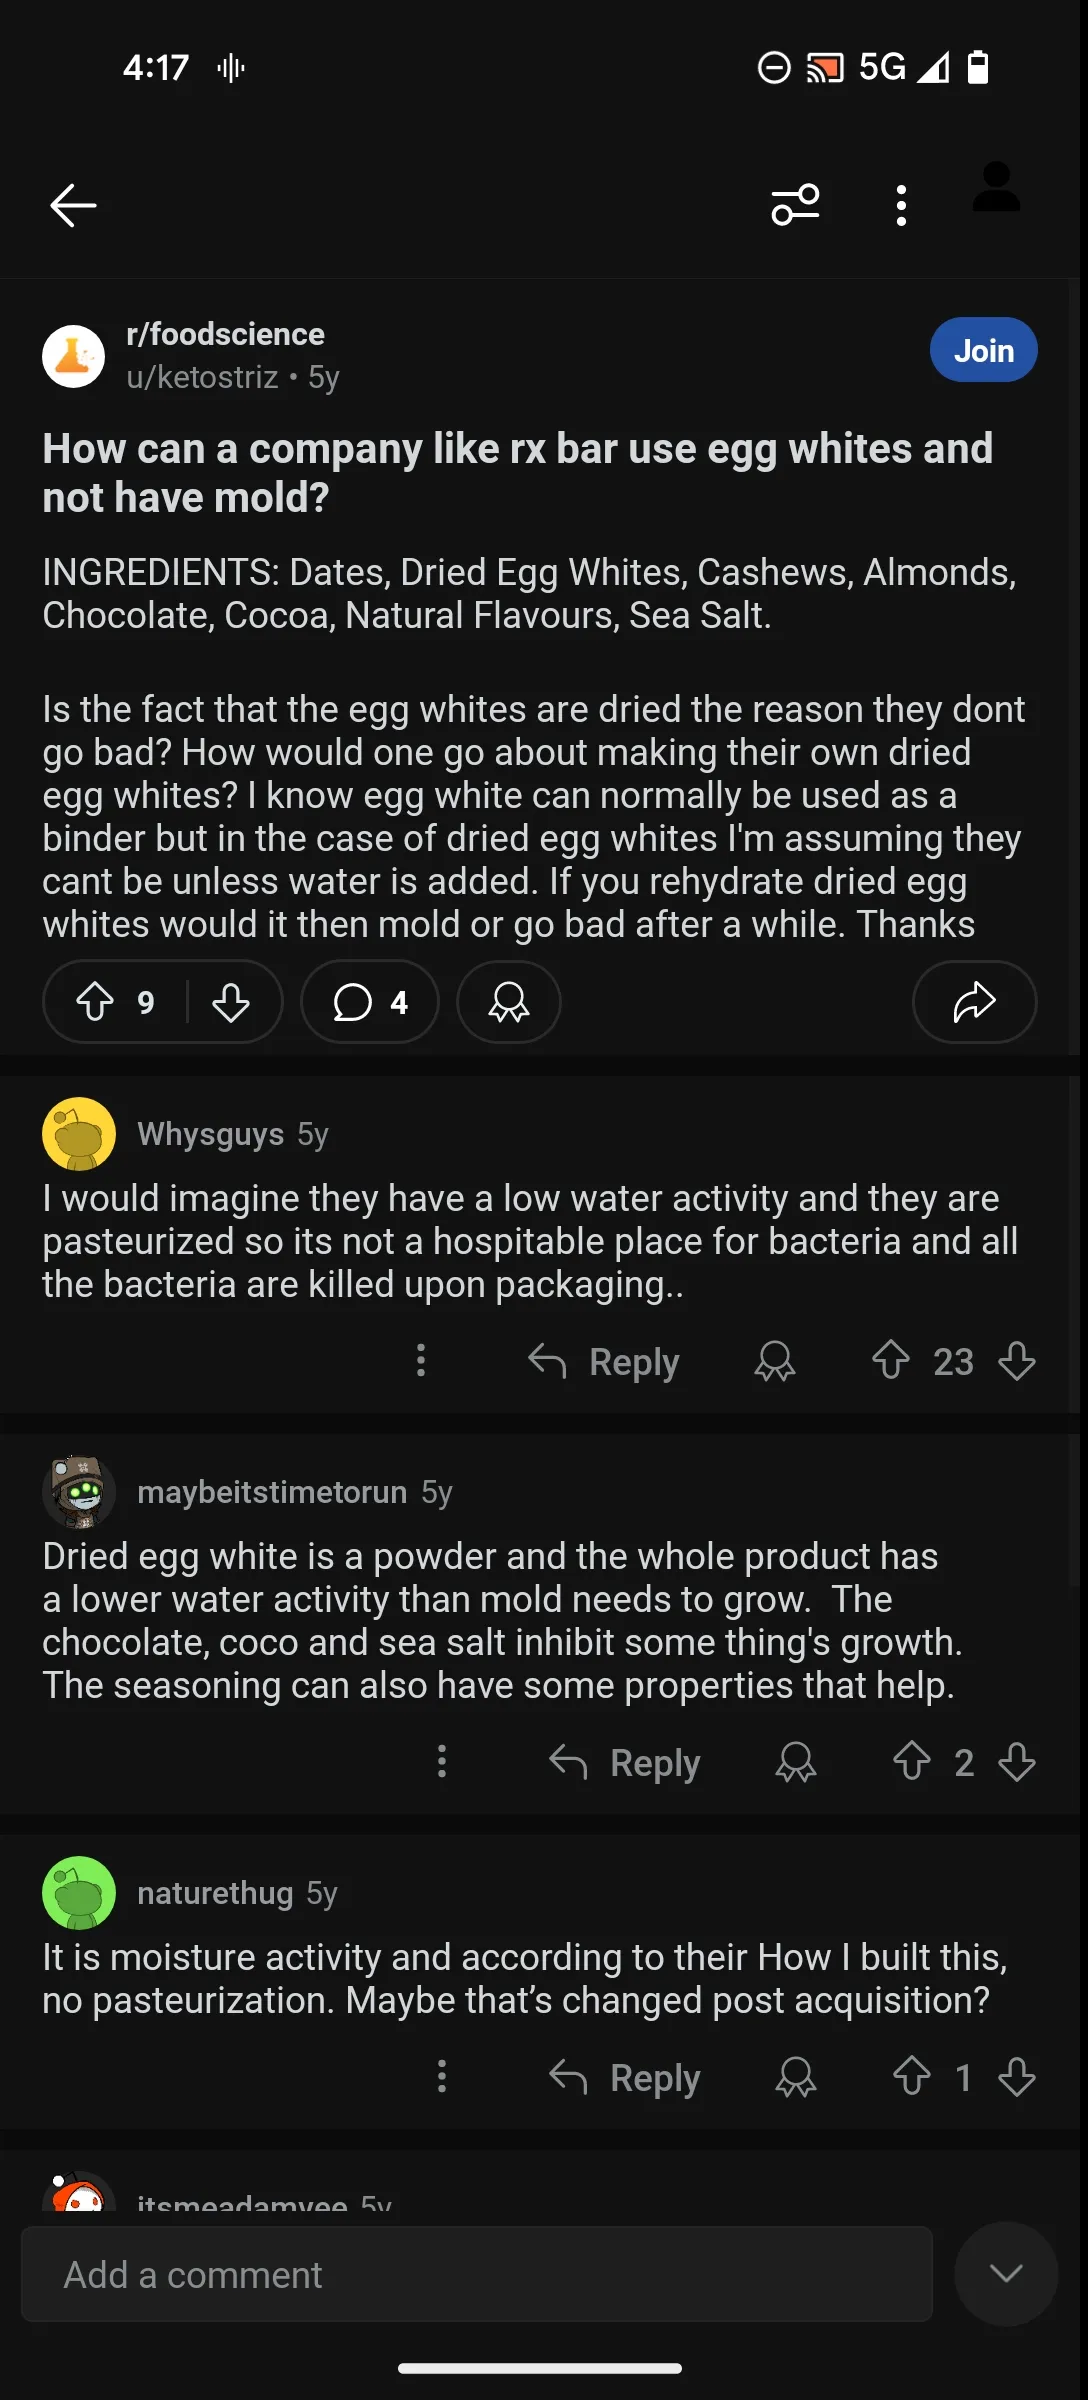 4:17
5G
r/foodscience
u/ketostriz • 5y
Join
How can a company like rx bar use egg whites and
not have mold?
INGREDIENTS: Dates, Dried Egg Whites, Cashews, Almonds,
Chocolate, Cocoa, Natural Flavours, Sea Salt.
Is the fact that the egg whites are dried the reason they dont
go bad? How would one go about making their own dried
egg whites? I know egg white can normally be used as a
binder but in the case of dried egg whites I'm assuming they
cant be unless water is added. If you rehydrate dried egg
whites would it then mold or go bad after a while. Thanks
9
4
Whysguys 5y
I would imagine they have a low water activity and they are
pasteurized so its not a hospitable place for bacteria and all
the bacteria are killed upon packaging..
Reply
23
maybeitstimetorun 5y
Dried egg white is a powder and the whole product has
a lower water activity than mold needs to grow.  The
chocolate, coco and sea salt inhibit some thing's growth.
The seasoning can also have some properties that help.
Reply
2
naturethug 5y
It is moisture activity and according to their How I built this,
no pasteurization. Maybe that’s changed post acquisition?
Reply
1
itsmeadamvee 5y
Add a comment